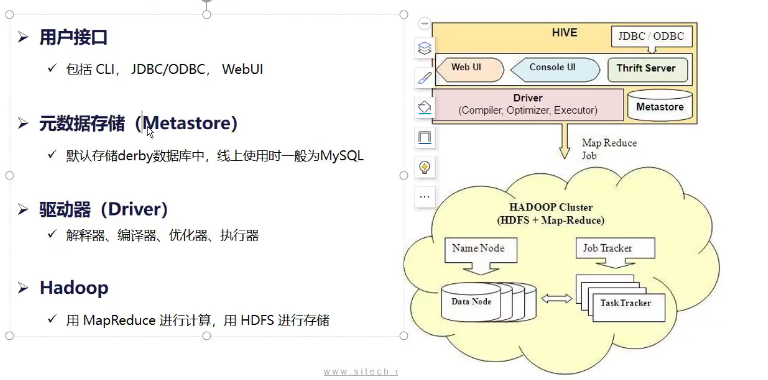 用户接口
包括 CLI， JDBC/ODBC， WebUI
元数据存储（Metastore）
默认存储derby数据库中，线上使用时一般为MySQL
驱动器（Driver）
解释器、编译器、优化器、执行器
Hadoop
用 MapReduce 进行计算，用 HDFS 进行存储
HIVE
JDBC / ODBC
Web UI
Console UI
Thrift Server
Driver
(Compiler, Optimizer, Executor)
Metastore
Map Reduce
Job
HADOOP Cluster
(HDFS + Map-Reduce)
Name Node
Job Tracker
Data Node
Task Tracker
www.sitech.